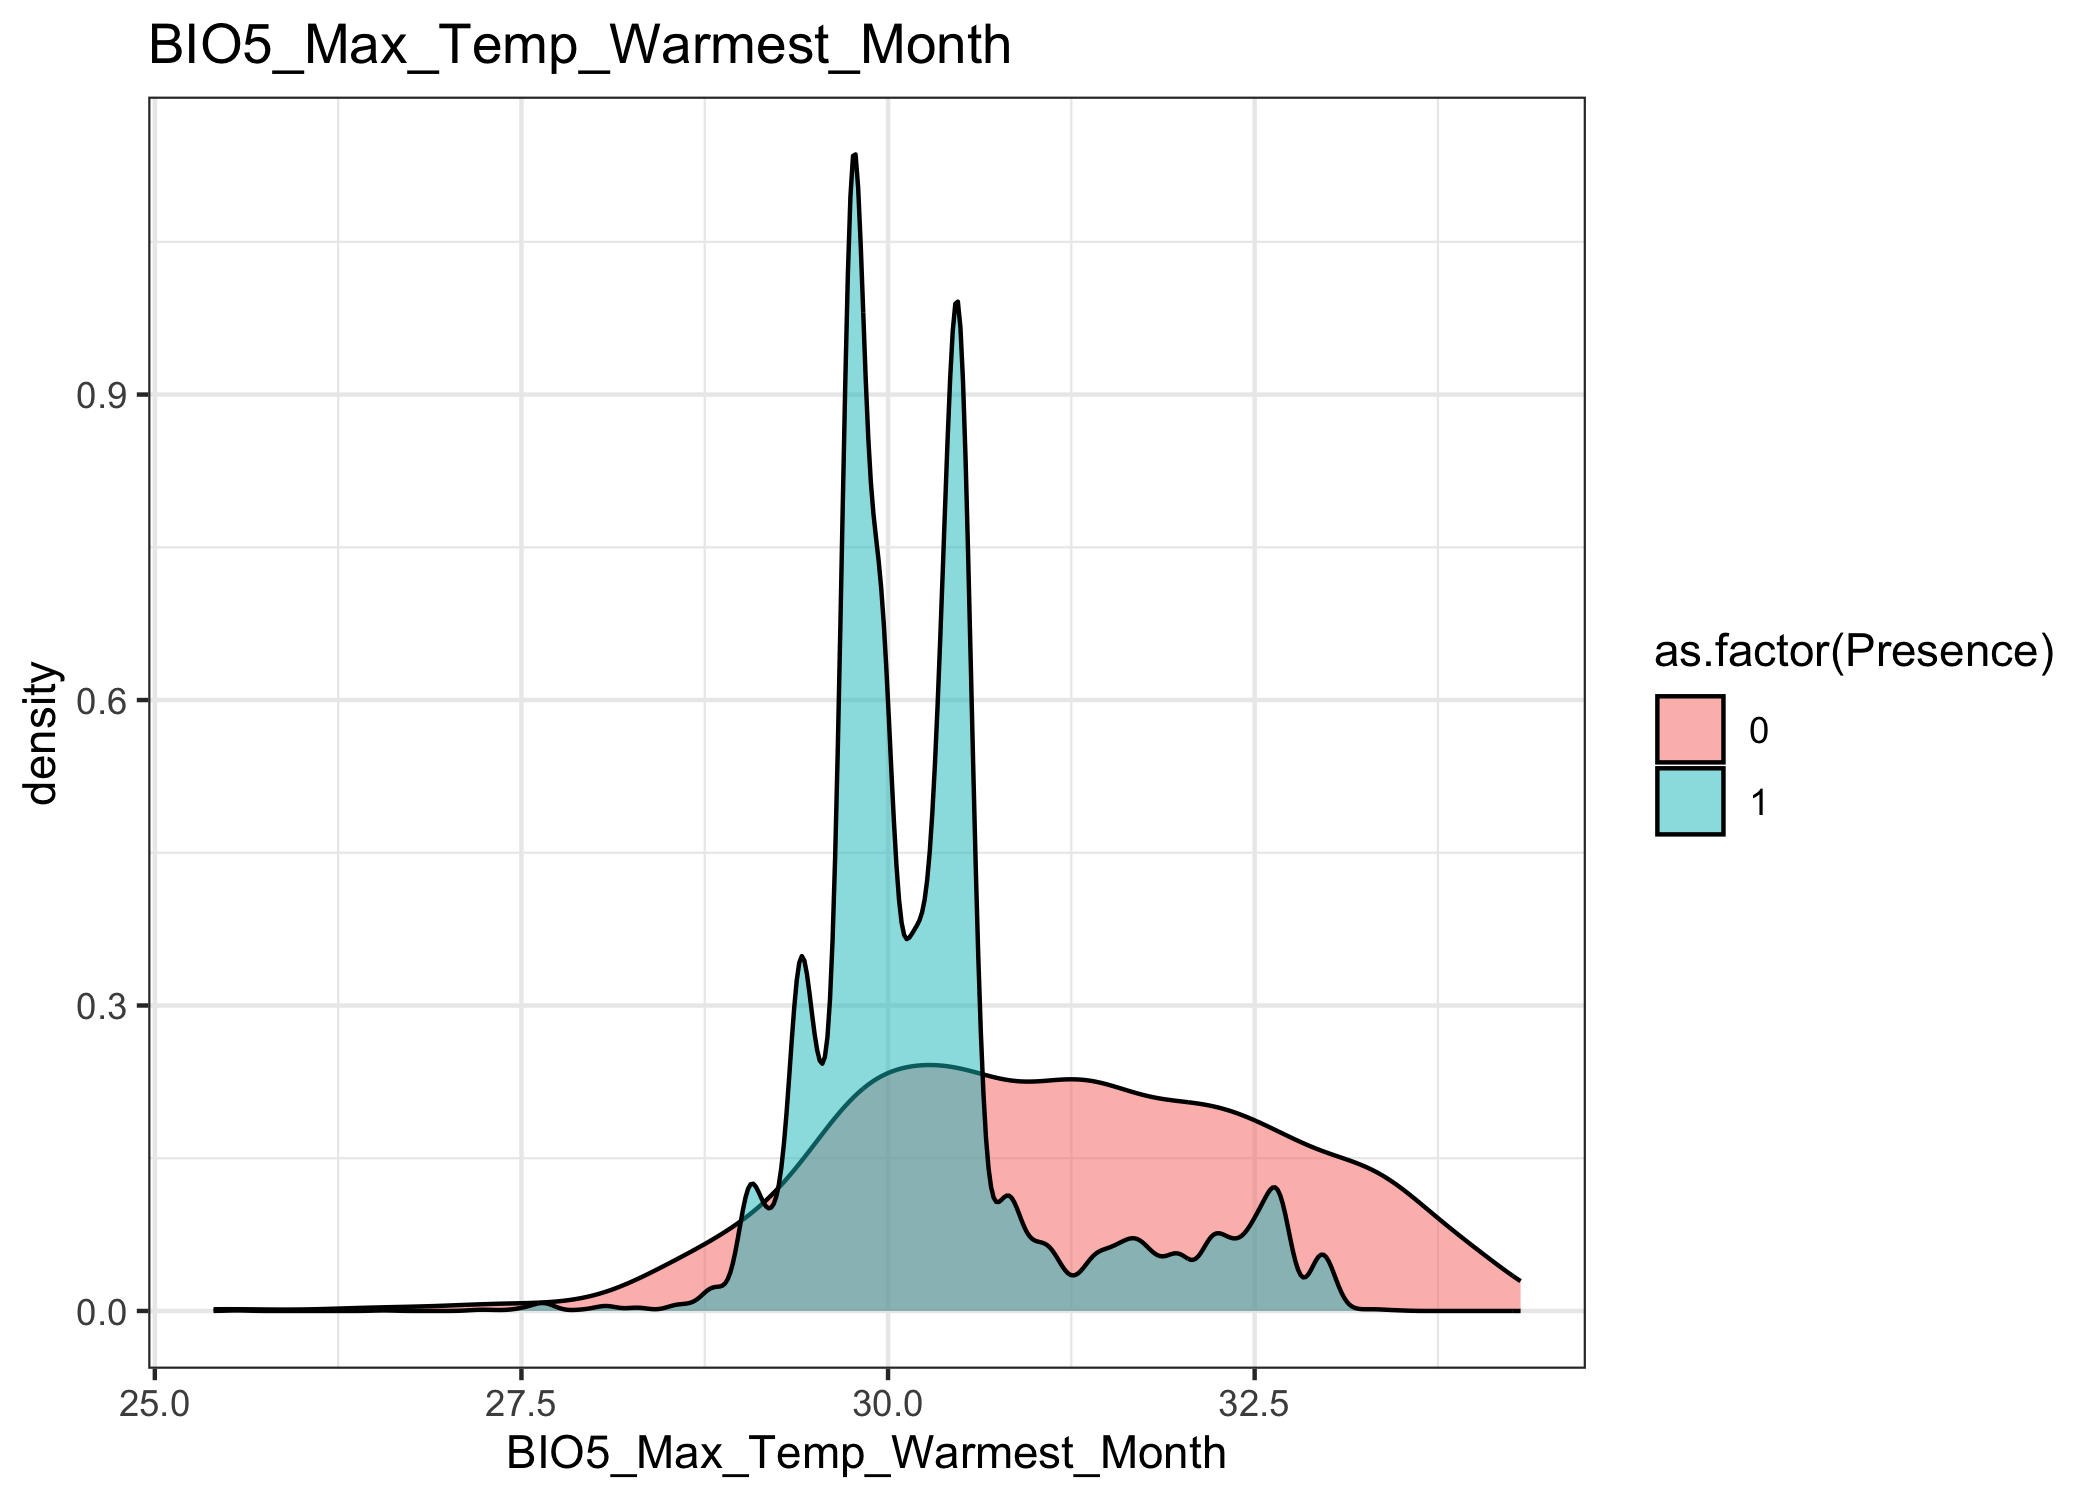 BIO5_Max_Temp_Warmest_Month
density
0.9
0.6
0.3
0.0
25.0 27.5 30.0 32.5
BIO5_Max_Temp_Warmest_Month
as.factor(Presence)
0
1